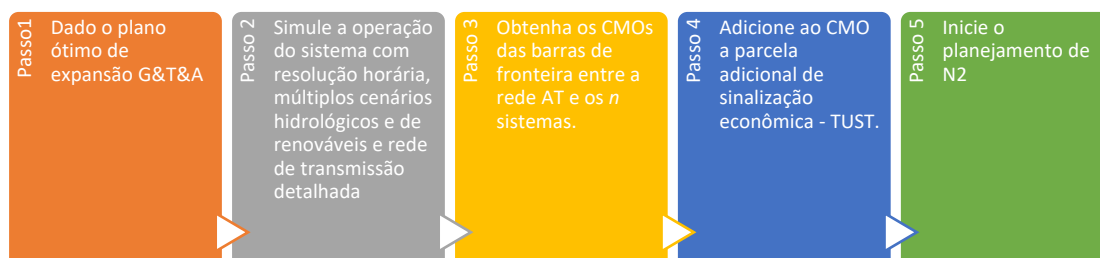 Passo1
Dado o plano
ótimo de
expansão G&T&A
Passo 2
Simule a operação
do sistema com
resolução horária,
múltiplos cenários
hidrológicos e de
renováveis e rede
de transmissão
detalhada
Passo 3
Obtenha os CMOs
das barras de
fronteira entre a
rede AT e os n
sistemas.
Passo 4
Adicione ao CMO
a parcela
adicional de
sinalização
econômica - TUST.
Passo 5
Inicie o
planejamento de
N2